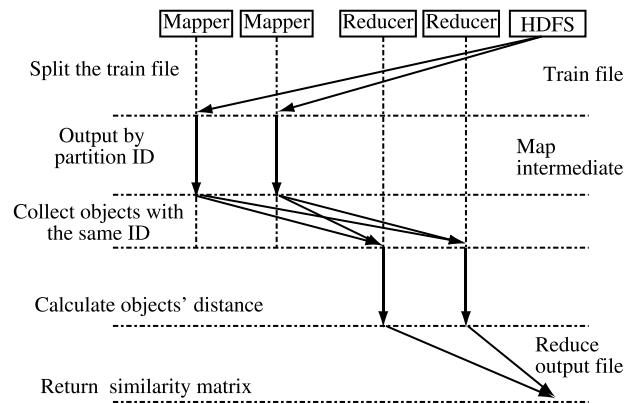 Mapper Mapper Reducer Reducer HDFS
Split the train file
Train file
Output by
partition ID
Map
intermediate
Collect objects with
the same ID
Calculate objects' distance
Reduce
output file
Return similarity matrix